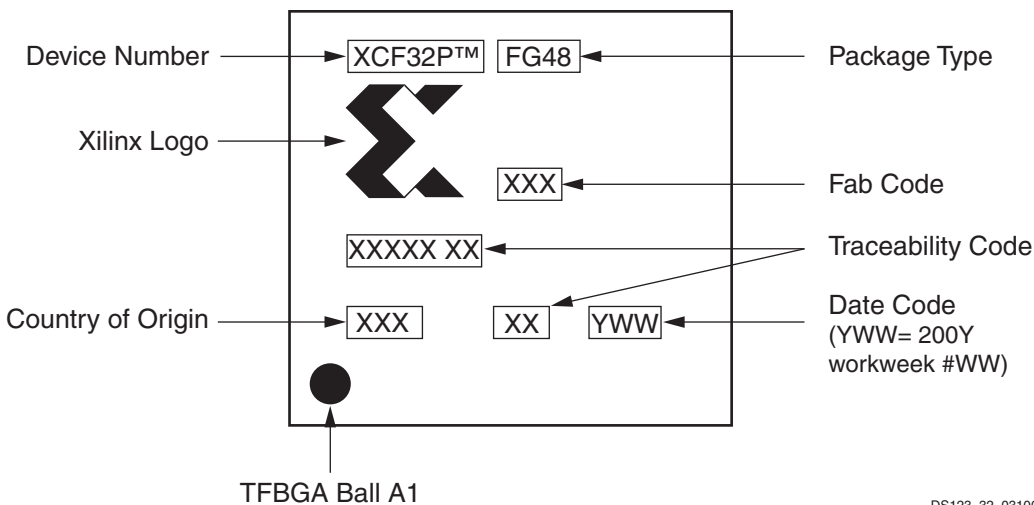 Device Number
XCF32P™
FG48
Package Type
Xilinx Logo
XXX
Fab Code
XXXXX XX
Traceability Code
Country of Origin
XXX
XX
YWW
Date Code
(YWW= 200Y
workweek #WW)
TFBGA Ball A1